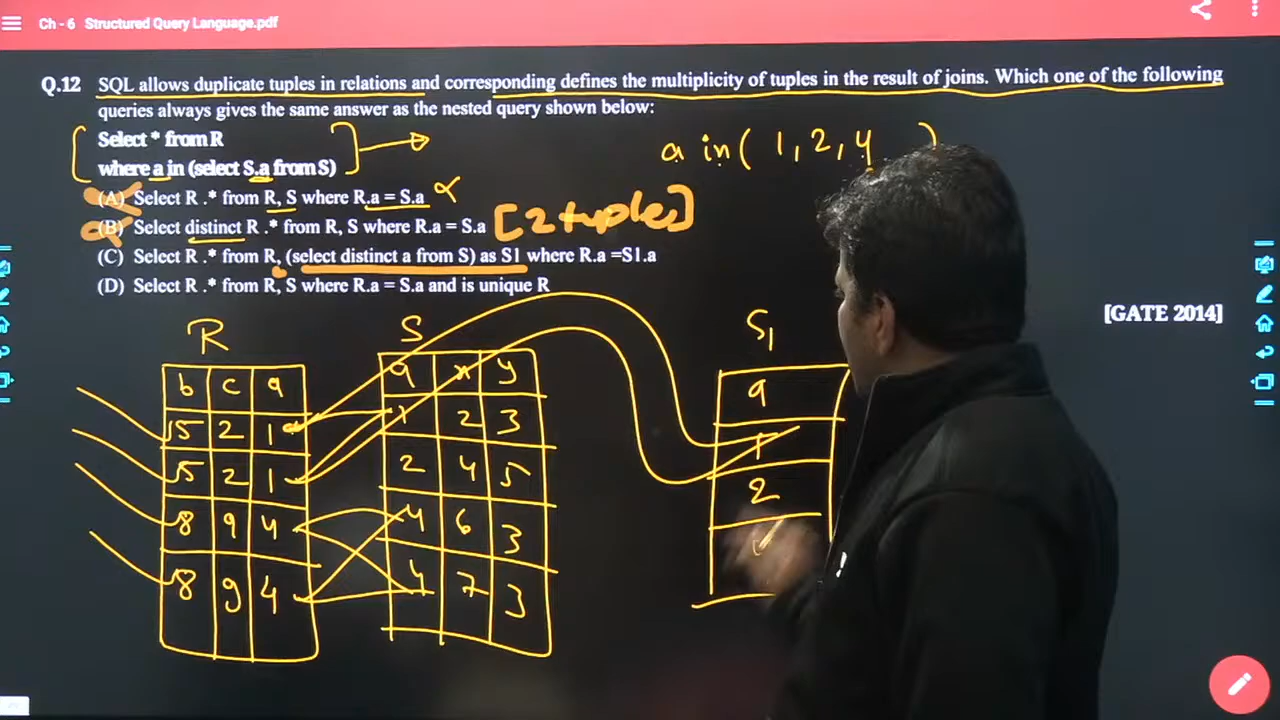 Ch - 6 Structured Query Language.pdf
Q.12 SQL allows duplicate tuples in relations and corresponding defines the multiplicity of tuples in the result of joins. Which one of the following
queries always gives the same answer as the nested query shown below:
Select * from R
where a in (select S.a from S)
a in ( 1, 2, 4 )
(A) Select R .* from R, S where R.a = S.a
(B) Select distinct R .* from R, S where R.a = S.a [2 tuples]
(C) Select R .* from R, (select distinct a from S) as S1 where R.a =S1.a
(D) Select R .* from R, S where R.a = S.a and is unique R
[GATE 2014]
R S S1
b c a a x y a
5 2 1 1 2 3 1
5 2 1 2 4 5 2
8 9 4 4 6 3
8 9 4 4 7 3